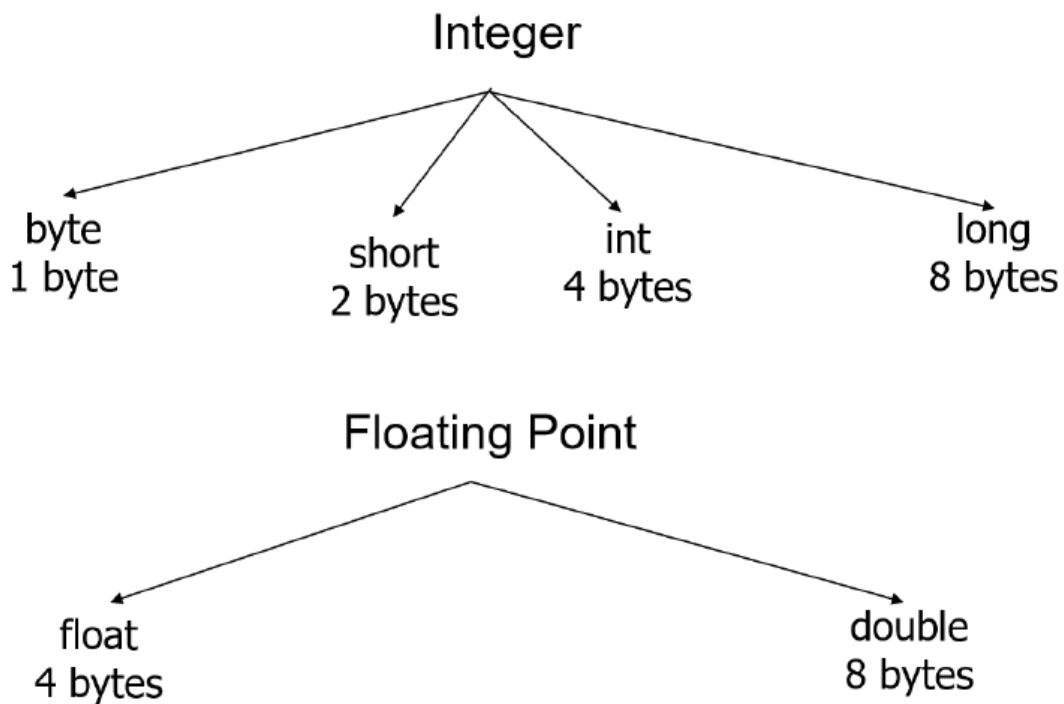 Integer
byte
1 byte
short
2 bytes
int
4 bytes
long
8 bytes
Floating Point
float
4 bytes
double
8 bytes